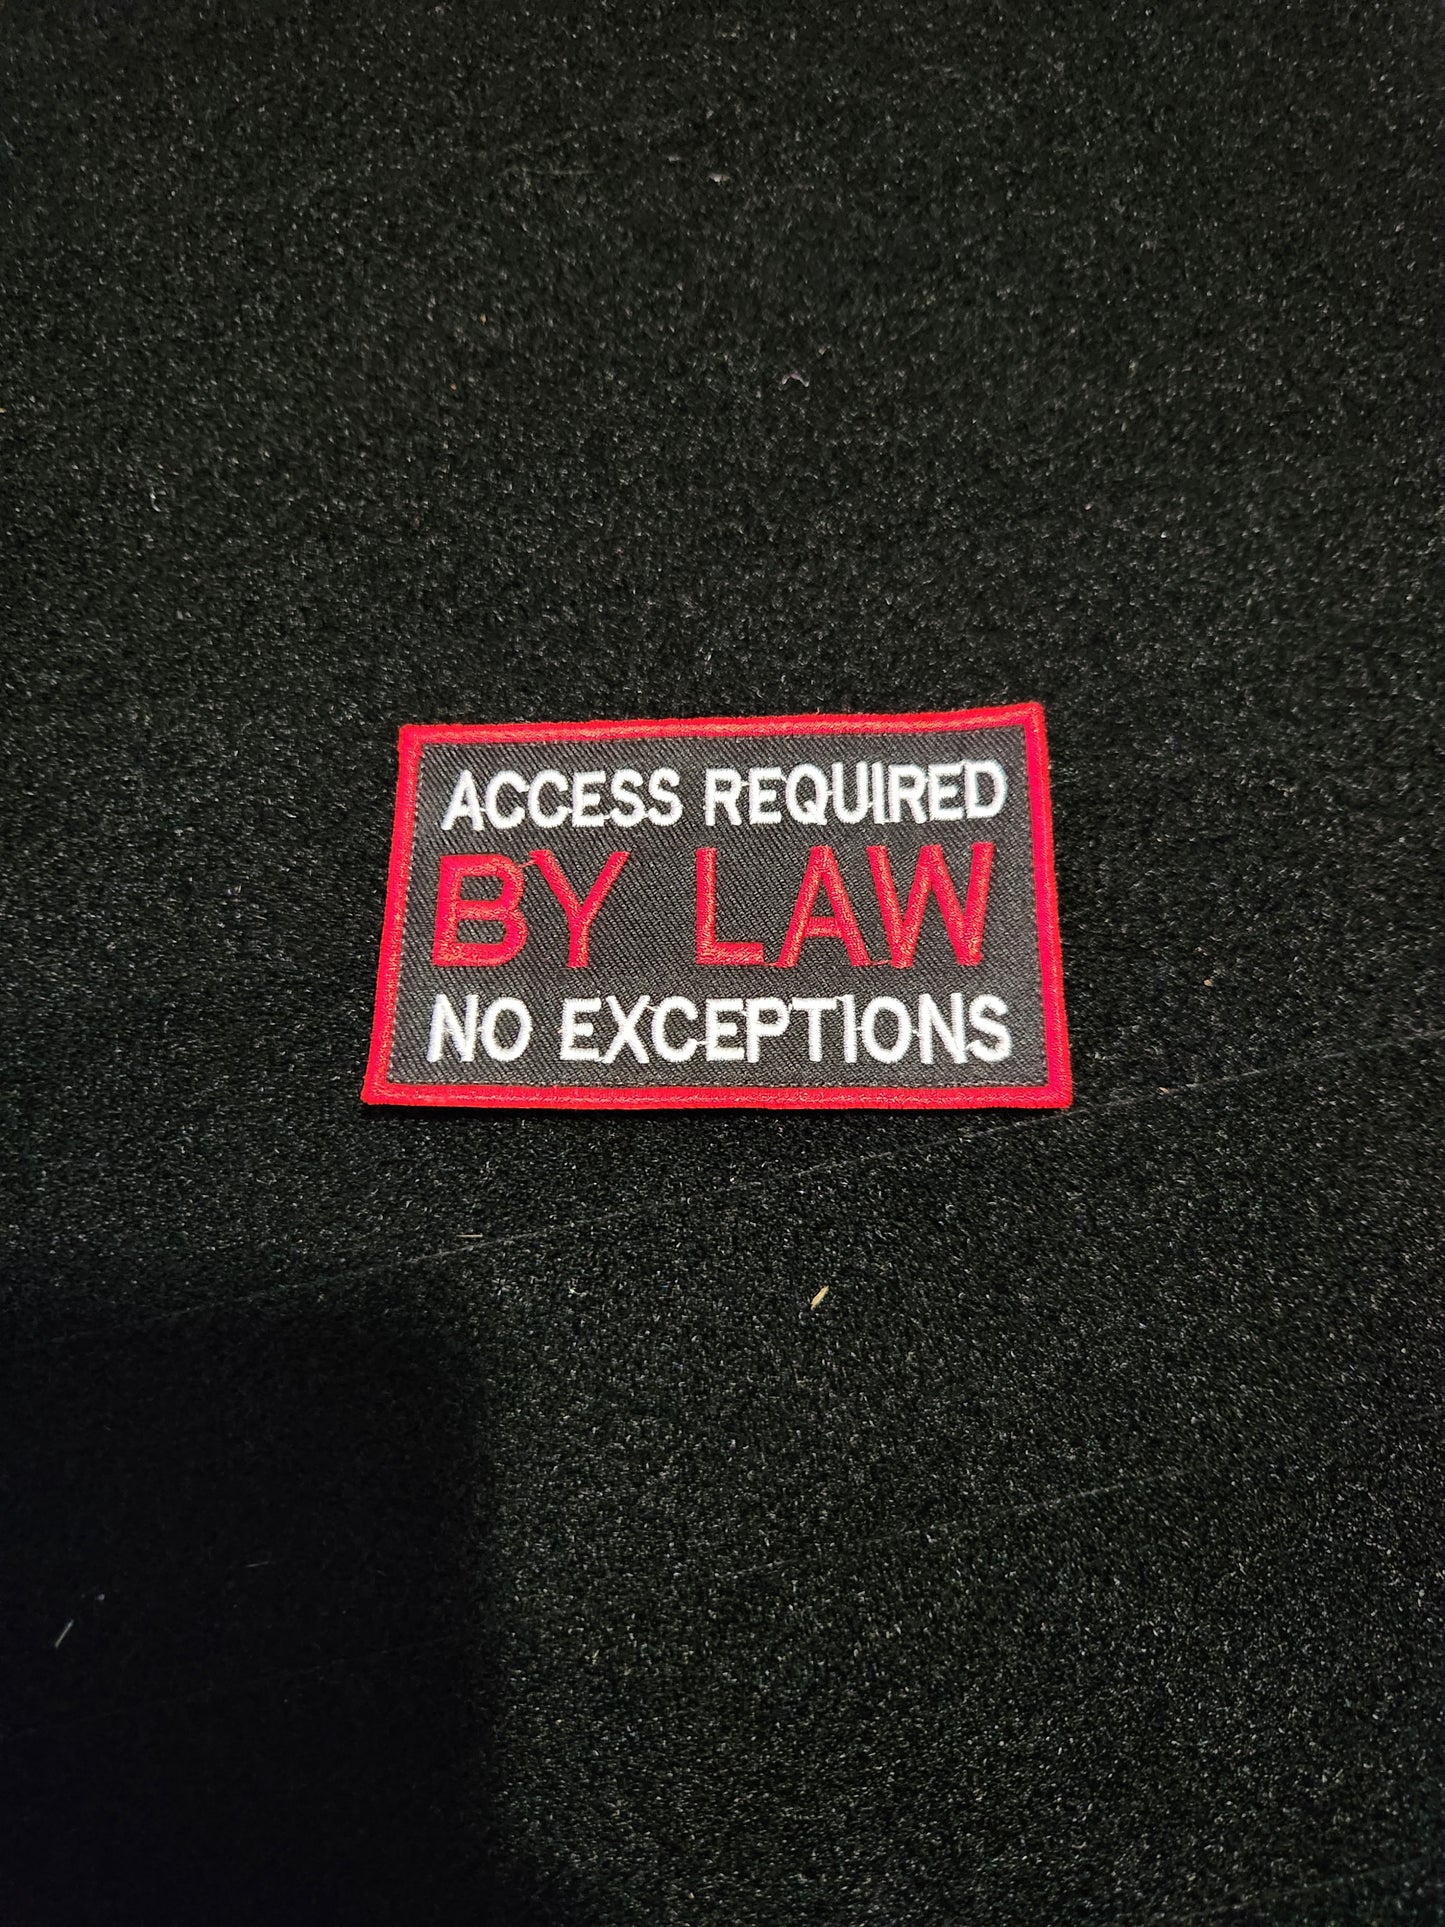 ACCESS REQUIRED
BY LAW
NO EXCEPTIONS